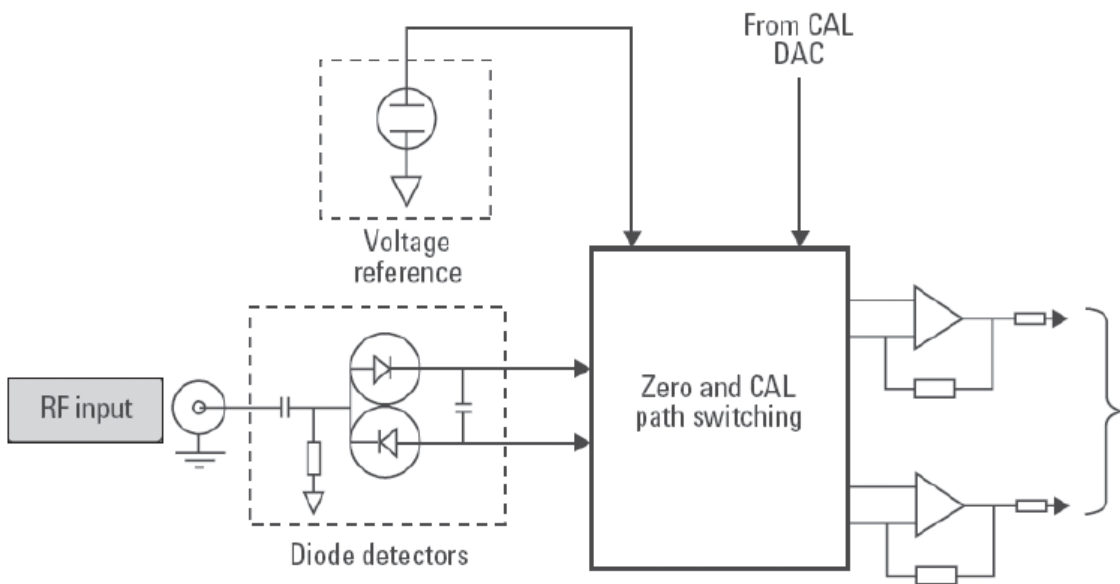 From CAL
DAC
Voltage
reference
RF input
Zero and CAL
path switching
Diode detectors